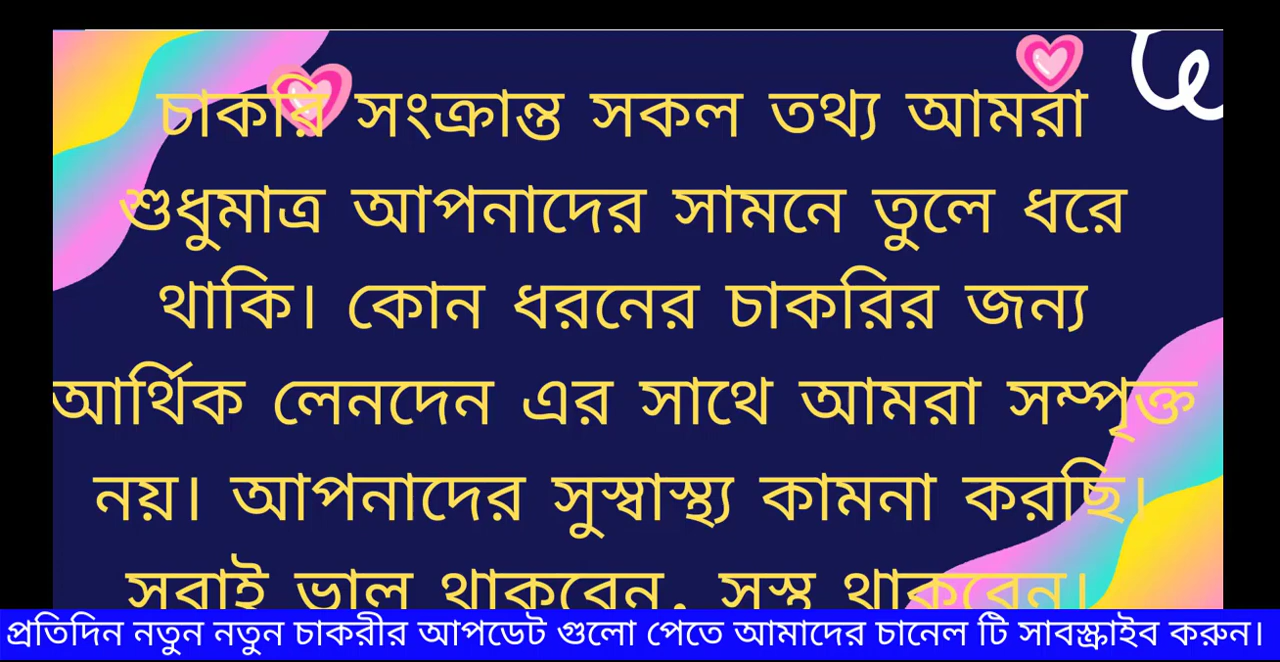 চাকরি সংক্রান্ত সকল তথ্য আমরা
শুধুমাত্র আপনাদের সামনে তুলে ধরে
থাকি। কোন ধরনের চাকরির জন্য
আর্থিক লেনদেন এর সাথে আমরা সম্পৃক্ত
নয়। আপনাদের সুস্বাস্থ্য কামনা করছি।
সবাই ভাল থাকবেন, সুস্থ থাকবেন।
প্রতিদিন নতুন নতুন চাকরীর আপডেট গুলো পেতে আমাদের চানেল টি সাবস্ক্রাইব করুন।